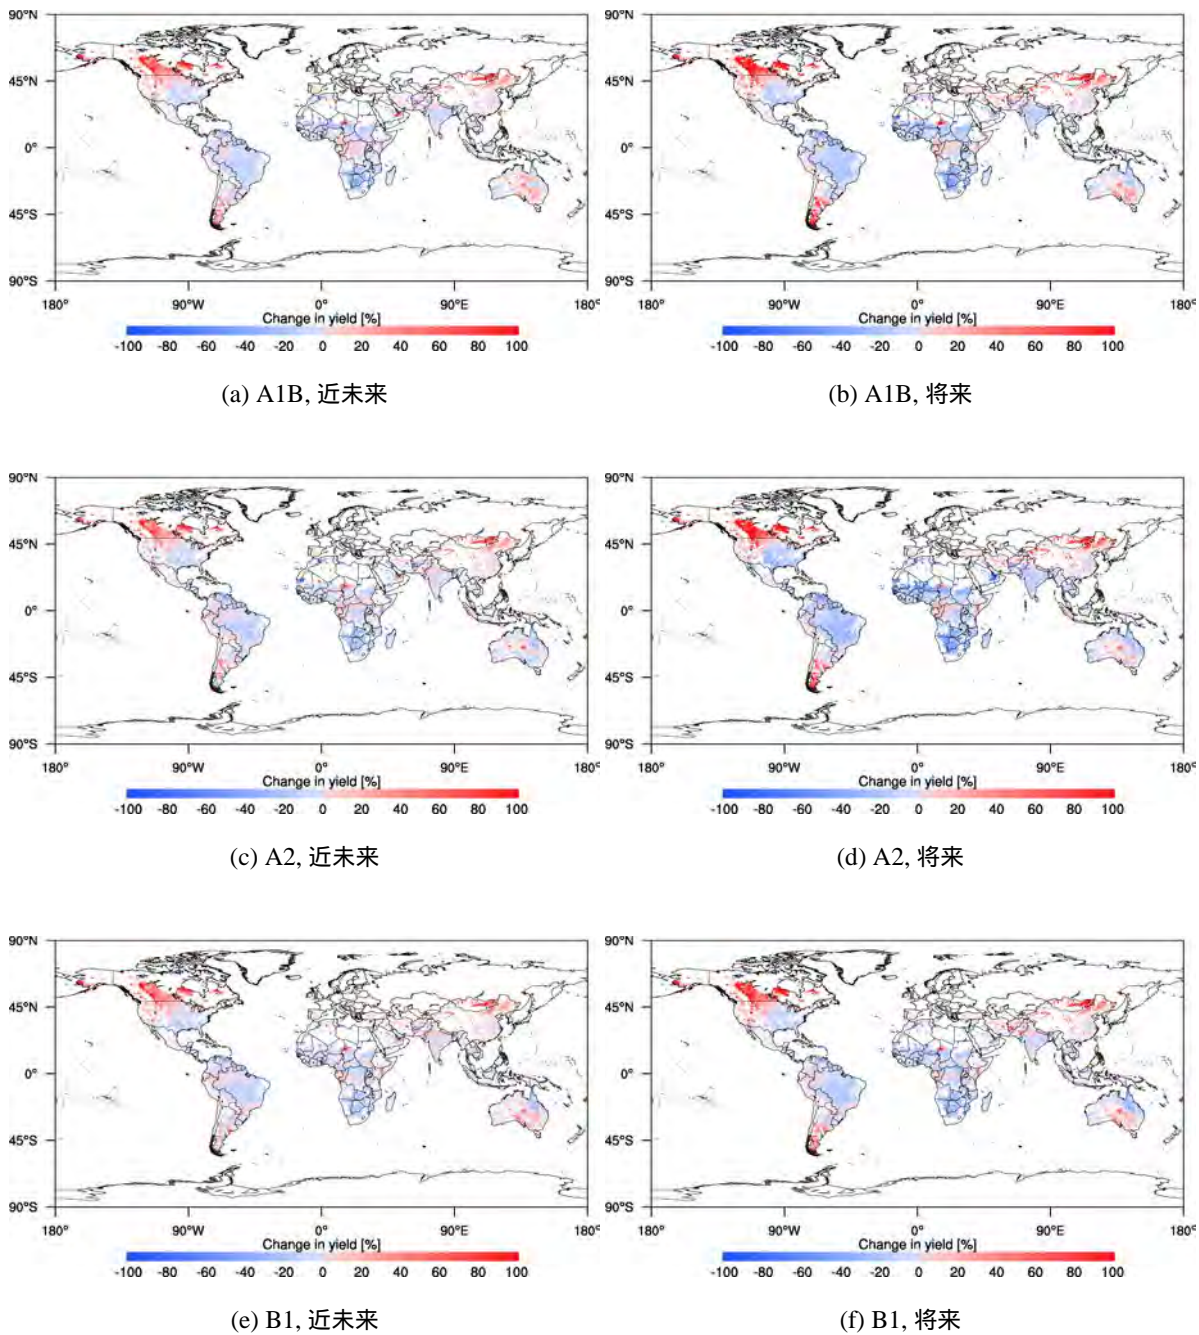 90°N 90°N
45°N 45°N
0° 0°
45°S 45°S
90°S 90°S
180° 90°W 0° 90°E 180° 180° 90°W 0° 90°E 180°
Change in yield [%] Change in yield [%]
-100 -80 -60 -40 -20 0 20 40 60 80 100 -100 -80 -60 -40 -20 0 20 40 60 80 100
(a) A1B, 近未来 (b) A1B, 将来
90°N 90°N
45°N 45°N
0° 0°
45°S 45°S
90°S 90°S
180° 90°W 0° 90°E 180° 180° 90°W 0° 90°E 180°
Change in yield [%] Change in yield [%]
-100 -80 -60 -40 -20 0 20 40 60 80 100 -100 -80 -60 -40 -20 0 20 40 60 80 100
(c) A2, 近未来 (d) A2, 将来
90°N 90°N
45°N 45°N
0° 0°
45°S 45°S
90°S 90°S
180° 90°W 0° 90°E 180° 180° 90°W 0° 90°E 180°
Change in yield [%] Change in yield [%]
-100 -80 -60 -40 -20 0 20 40 60 80 100 -100 -80 -60 -40 -20 0 20 40 60 80 100
(e) B1, 近未来 (f) B1, 将来